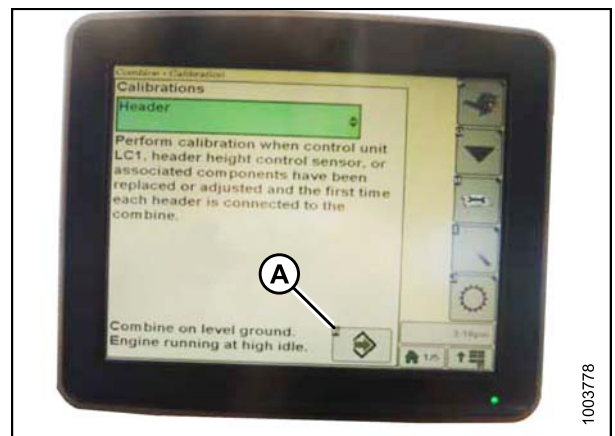 Combine - Calibration
Calibrations
Header
Perform calibration when control unit
LC1, header height control sensor, or
associated components have been
replaced or adjusted and the first time
each header is connected to the
combine.
A
Combine on level ground.
Engine running at high idle.
1/5
1003778